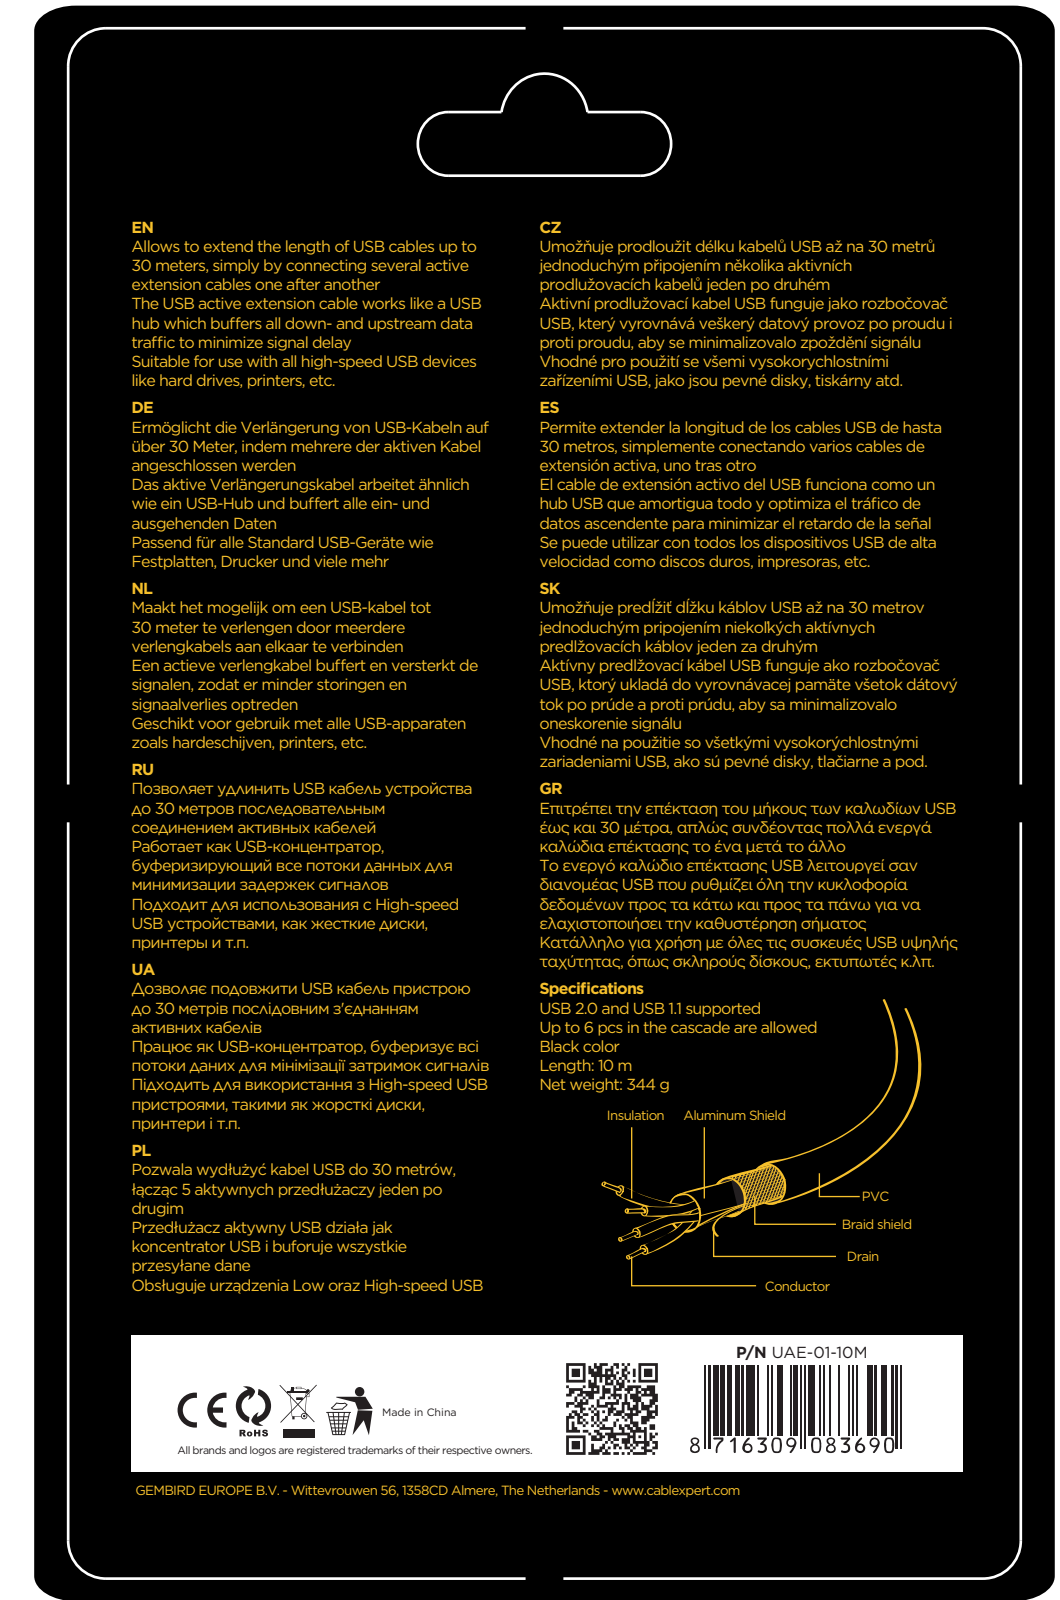 EN
Allows to extend the length of USB cables up to
30 meters, simply by connecting several active
extension cables one after another
The USB active extension cable works like a USB
hub which buffers all down- and upstream data
traffic to minimize signal delay
Suitable for use with all high-speed USB devices
like hard drives, printers, etc.
DE
Ermöglicht die Verlängerung von USB-Kabeln auf
über 30 Meter, indem mehrere der aktiven Kabel
angeschlossen werden
Das aktive Verlängerungskabel arbeitet ähnlich
wie ein USB-Hub und buffert alle ein- und
ausgehenden Daten
Passend für alle Standard USB-Geräte wie
Festplatten, Drucker und viele mehr
NL
Maakt het mogelijk om een USB-kabel tot
30 meter te verlengen door meerdere
verlengkabels aan elkaar te verbinden
Een actieve verlengkabel buffert en versterkt de
signalen, zodat er minder storingen en
signaalverlies optreden
Geschikt voor gebruik met alle USB-apparaten
zoals hardeschijven, printers, etc.
RU
Позволяет удлинить USB кабель устройства
до 30 метров последовательным
соединением активных кабелей
Работает как USB-концентратор,
буферизирующий все потоки данных для
минимизации задержек сигналов
Подходит для использования с High-speed
USB устройствами, как жесткие диски,
принтеры и т.п.
UA
Дозволяє подовжити USB кабель пристрою
до 30 метрів послідовним з'єднанням
активних кабелів
Працює як USB-концентратор, буферизує всі
потоки даних для мінімізації затримок сигналів
Підходить для використання з High-speed USB
пристроями, такими як жорсткі диски,
принтери і т.п.
PL
Pozwala wydłużyć kabel USB do 30 metrów,
łącząc 5 aktywnych przedłużaczy jeden po
drugim
Przedłużacz aktywny USB działa jak
koncentrator USB i buforuje wszystkie
przesyłane dane
Obsługuje urządzenia Low oraz High-speed USB
CZ
Umožňuje prodloužit délku kabelů USB až na 30 metrů
jednoduchým připojením několika aktivních
prodlužovacích kabelů jeden po druhém
Aktivní prodlužovací kabel USB funguje jako rozbočovač
USB, který vyrovnává veškerý datový provoz po proudu i
proti proudu, aby se minimalizovalo zpoždění signálu
Vhodné pro použití se všemi vysokorychlostními
zařízeními USB, jako jsou pevné disky, tiskárny atd.
ES
Permite extender la longitud de los cables USB de hasta
30 metros, simplemente conectando varios cables de
extensión activa, uno tras otro
El cable de extensión activo del USB funciona como un
hub USB que amortigua todo y optimiza el tráfico de
datos ascendente para minimizar el retardo de la señal
Se puede utilizar con todos los dispositivos USB de alta
velocidad como discos duros, impresoras, etc.
SK
Umožňuje predĺžiť dĺžku káblov USB až na 30 metrov
jednoduchým pripojením niekoľkých aktívnych
predlžovacích káblov jeden za druhým
Aktívny predlžovací kábel USB funguje ako rozbočovač
USB, ktorý ukladá do vyrovnávacej pamäte všetok dátový
tok po prúde a proti prúdu, aby sa minimalizovalo
oneskorenie signálu
Vhodné na použitie so všetkými vysokorýchlostnými
zariadeniami USB, ako sú pevné disky, tlačiarne a pod.
GR
Επιτρέπει την επέκταση του μήκους των καλωδίων USB
έως και 30 μέτρα, απλώς συνδέοντας πολλά ενεργά
καλώδια επέκτασης το ένα μετά το άλλο
Το ενεργό καλώδιο επέκτασης USB λειτουργεί σαν
διανομέας USB που ρυθμίζει όλη την κυκλοφορία
δεδομένων προς τα κάτω και προς τα πάνω για να
ελαχιστοποιήσει την καθυστέρηση σήματος
Κατάλληλο για χρήση με όλες τις συσκευές USB υψηλής
ταχύτητας, όπως σκληρούς δίσκους, εκτυπωτές κ.λπ.
Specifications
USB 2.0 and USB 1.1 supported
Up to 6 pcs in the cascade are allowed
Black color
Length: 10 m
Net weight: 344 g
Insulation Aluminum Shield
PVC
Braid shield
Drain
Conductor
P/N UAE-01-10M
CE
RoHS
Made in China
All brands and logos are registered trademarks of their respective owners.
8 716309 083690
GEMBIRD EUROPE B.V. - Wittevrouwen 56, 1358CD Almere, The Netherlands - www.cablexpert.com